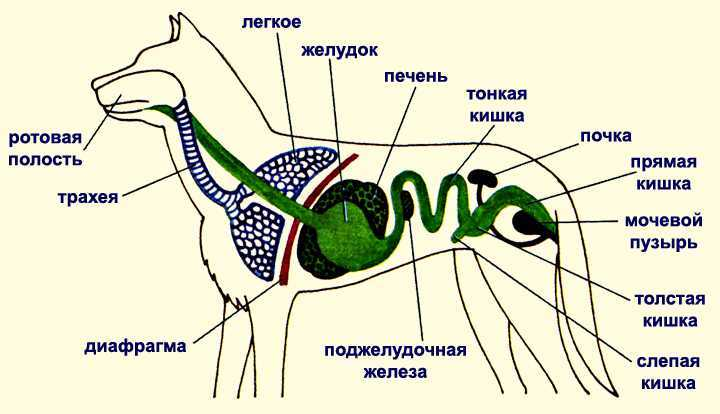 легкое
желудок
печень
тонкая
кишка
почка
прямая
кишка
мочевой
пузырь
толстая
кишка
слепая
кишка
поджелудочная
железа
диафрагма
трахея
ротовая
полость